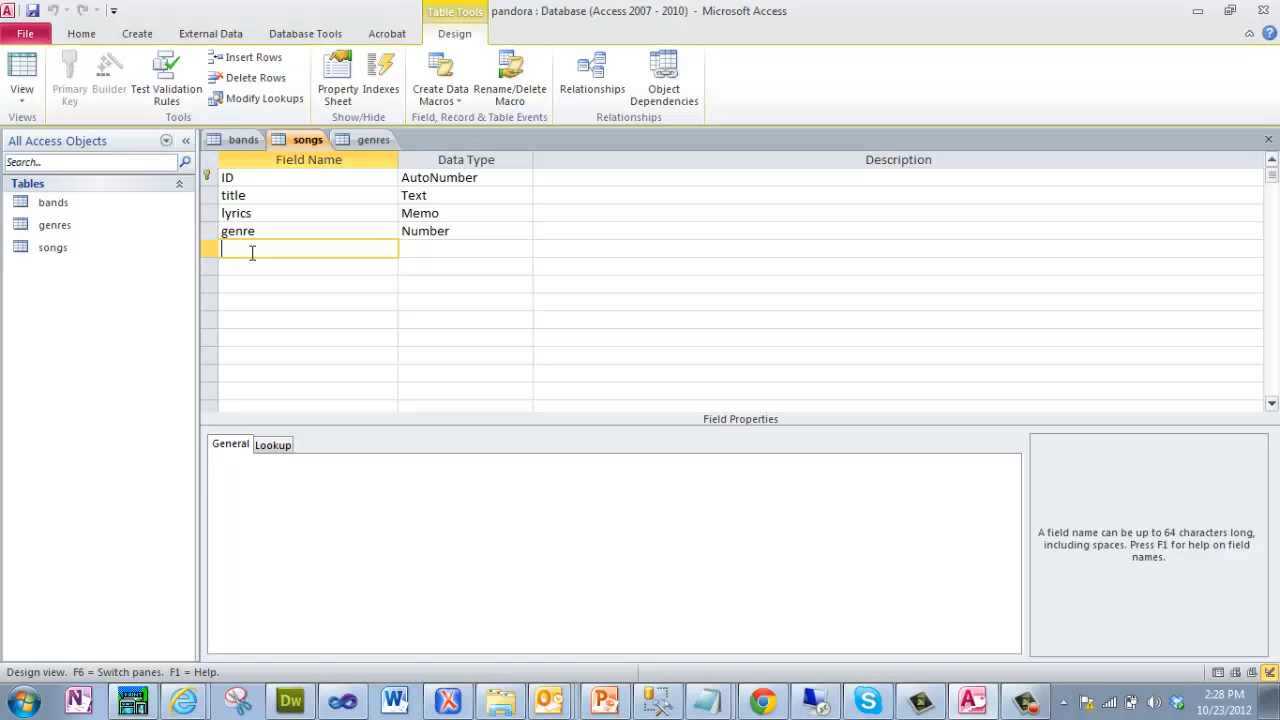 Table Tools
pandora : Database (Access 2007 - 2010) - Microsoft Access
File Home Create External Data Database Tools Acrobat Design
View
Primary Key
Builder
Test Validation Rules
Insert Rows
Delete Rows
Modify Lookups
Property Sheet
Indexes
Create Data Macros
Rename/Delete Macro
Relationships
Object Dependencies
Views Tools Show/Hide Field, Record & Table Events Relationships
All Access Objects
Search...
Tables
bands
genres
songs
bands songs genres
Field Name Data Type Description
ID AutoNumber
title Text
lyrics Memo
genre Number
Field Properties
General Lookup
A field name can be up to 64 characters long,
including spaces. Press F1 for help on field
names.
Design view. F6 = Switch panes. F1 = Help.
2:28 PM
10/23/2012